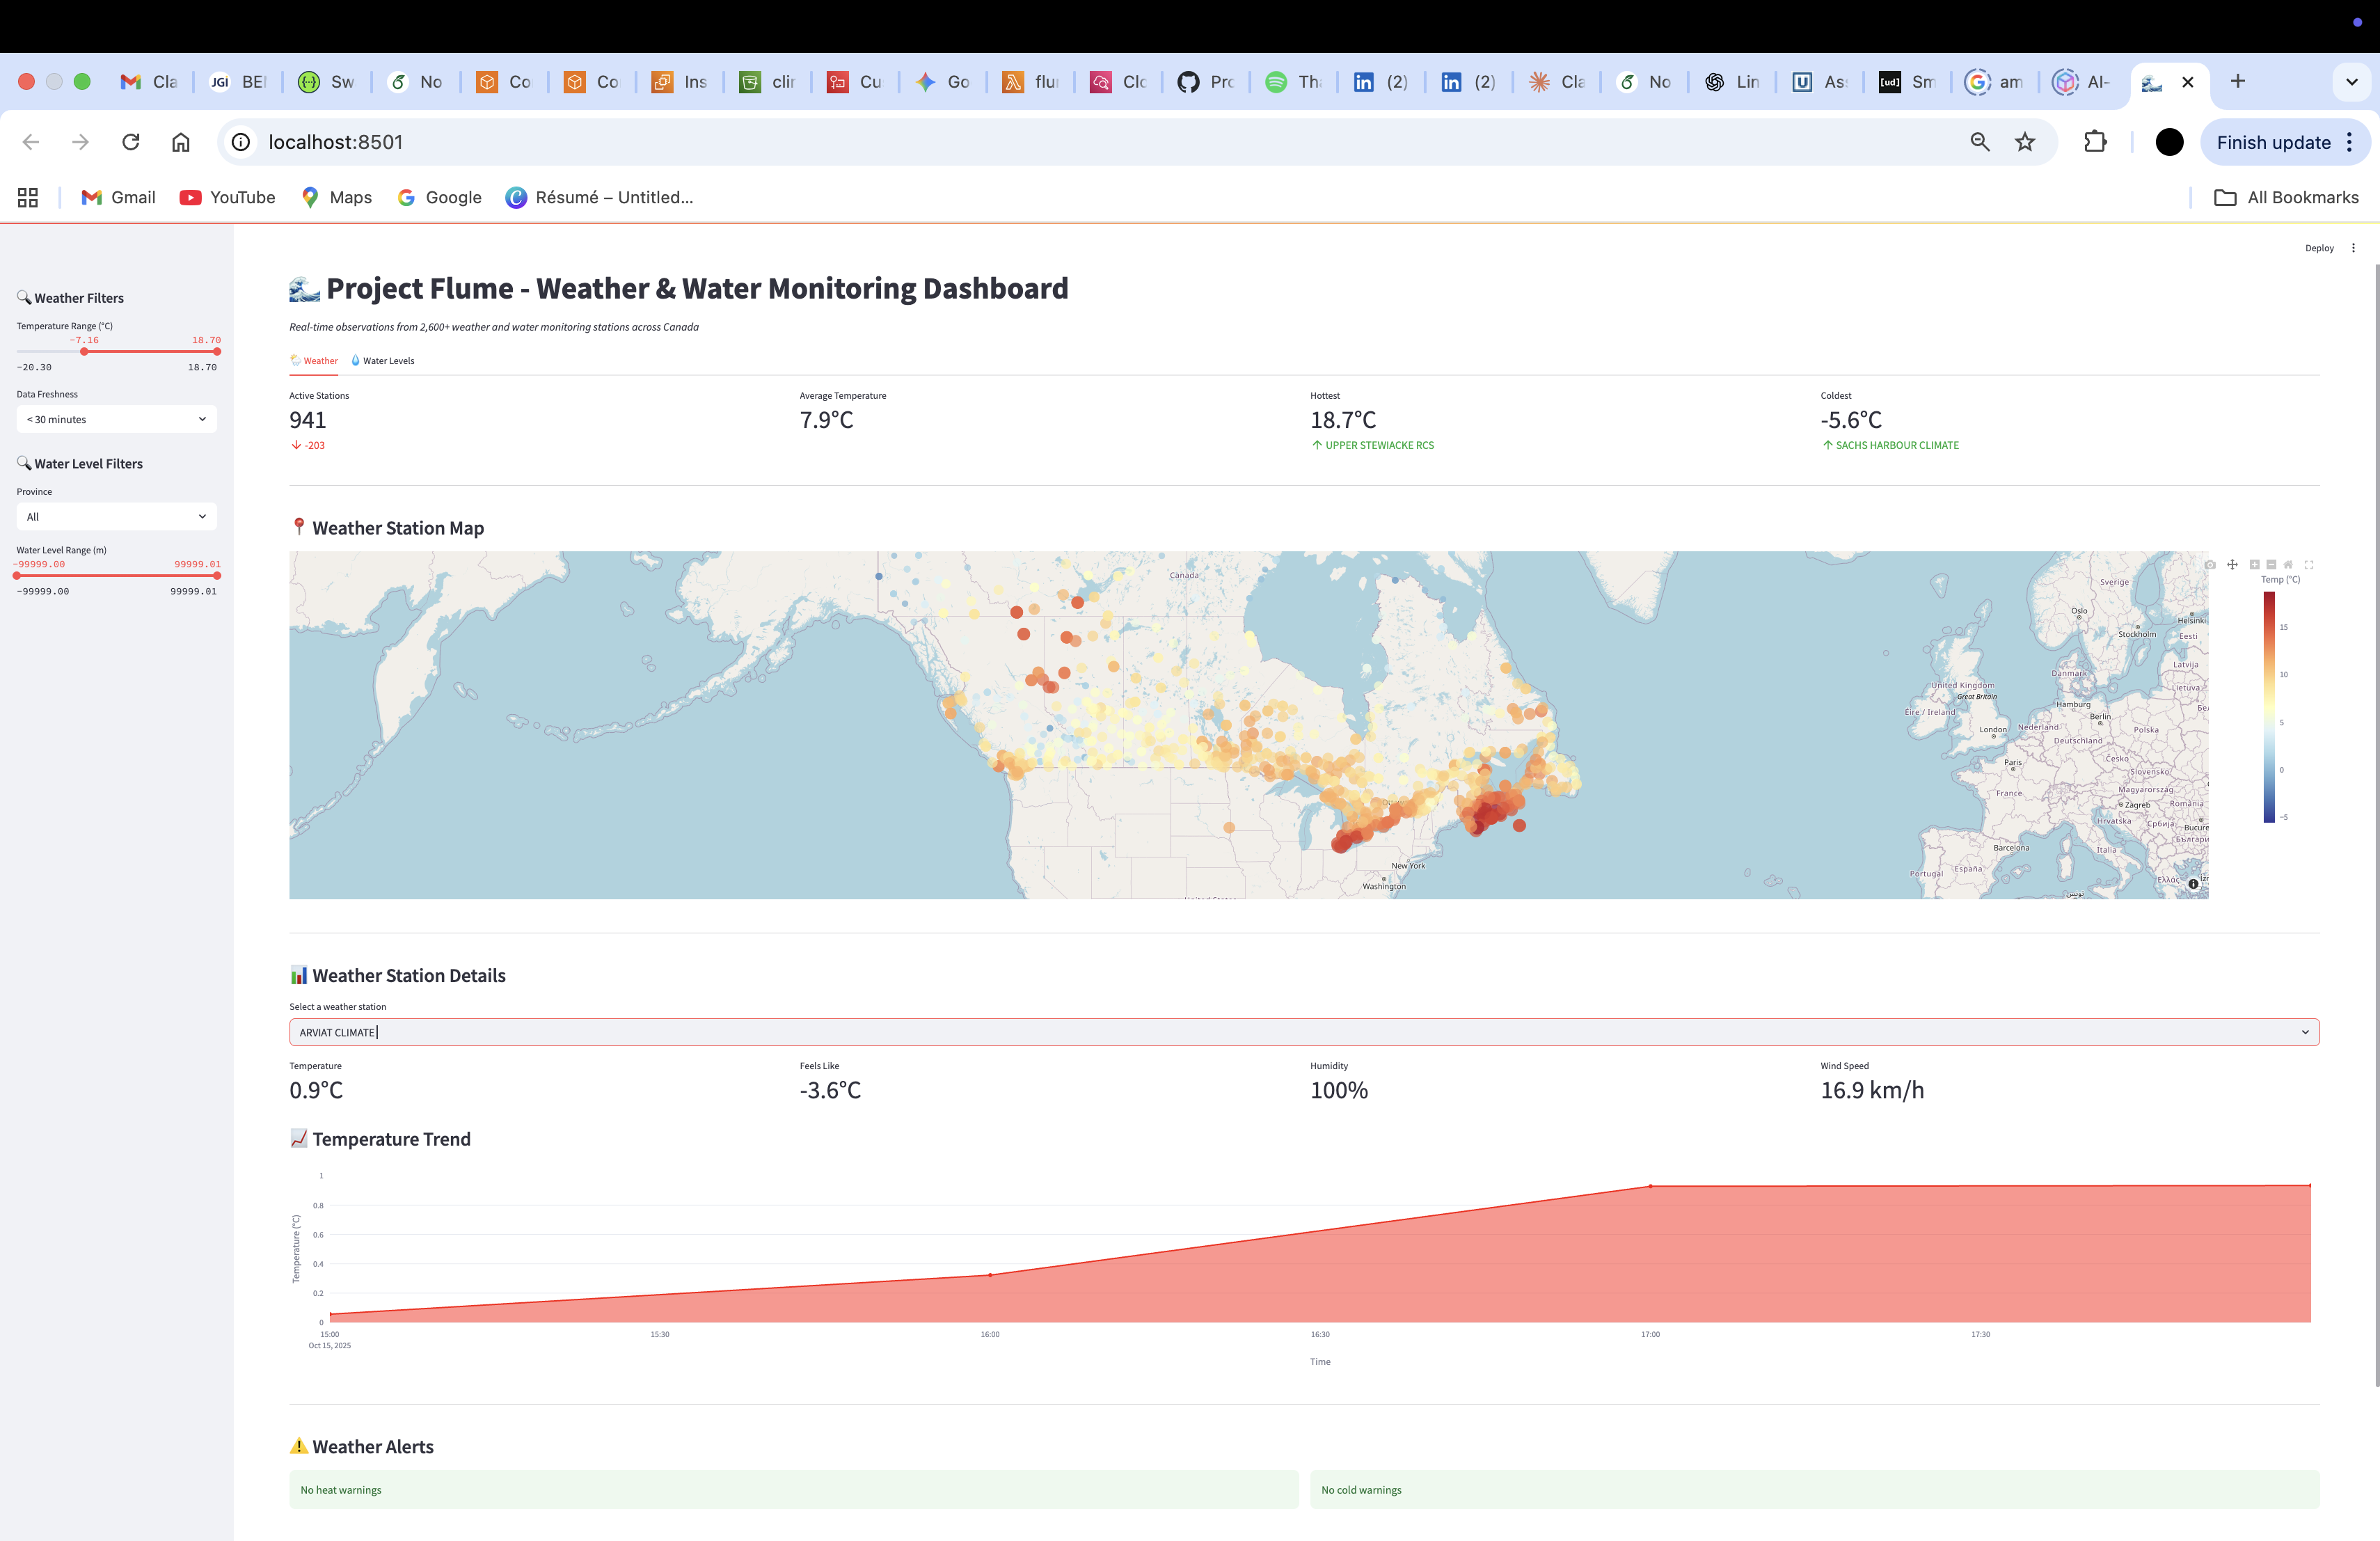 Cla
JGI BEI
Sw
No
Co
Co
Ins
clir
Cu
Go
flu
Clc
Prc
Tha
in (2)
in (2)
Cla
No
Lin
U As
[ud] Sm
am
AI-
localhost:8501
Finish update
Gmail
YouTube
Maps
Google
Résumé – Untitled...
All Bookmarks
Deploy
Weather Filters
Temperature Range (°C)
-7.16 18.70
-20.30 18.70
Data Freshness
< 30 minutes
Water Level Filters
Province
All
Water Level Range (m)
-99999.00 99999.01
-99999.00 99999.01
Project Flume - Weather & Water Monitoring Dashboard
Real-time observations from 2,600+ weather and water monitoring stations across Canada
Weather
Water Levels
Active Stations
941
-203
Average Temperature
7.9°C
Hottest
18.7°C
UPPER STEWIACKE RCS
Coldest
-5.6°C
SACHS HARBOUR CLIMATE
Weather Station Map
Canada
New York
Washington
Sverige
Oslo
Helsinki
Stockholm
Eesti
Latvija
Danmark
Lietuva
United Kingdom
Great Britain
Éire / Ireland
Hamburg
Berlin
London
Nederland
Polska
Deutschland
Paris
Česko
Slovensko
France
Magyarország
Zagreb
România
Hrvatska
Србија
Barcelona
Italia
Portugal
España
Temp (°C)
15
10
5
0
−5
Weather Station Details
Select a weather station
ARVIAT CLIMATE
Temperature
0.9°C
Feels Like
-3.6°C
Humidity
100%
Wind Speed
16.9 km/h
Temperature Trend
Temperature (°C)
1
0.8
0.6
0.4
0.2
0
15:00
Oct 15, 2025
15:30
16:00
16:30
17:00
17:30
Time
Weather Alerts
No heat warnings
No cold warnings